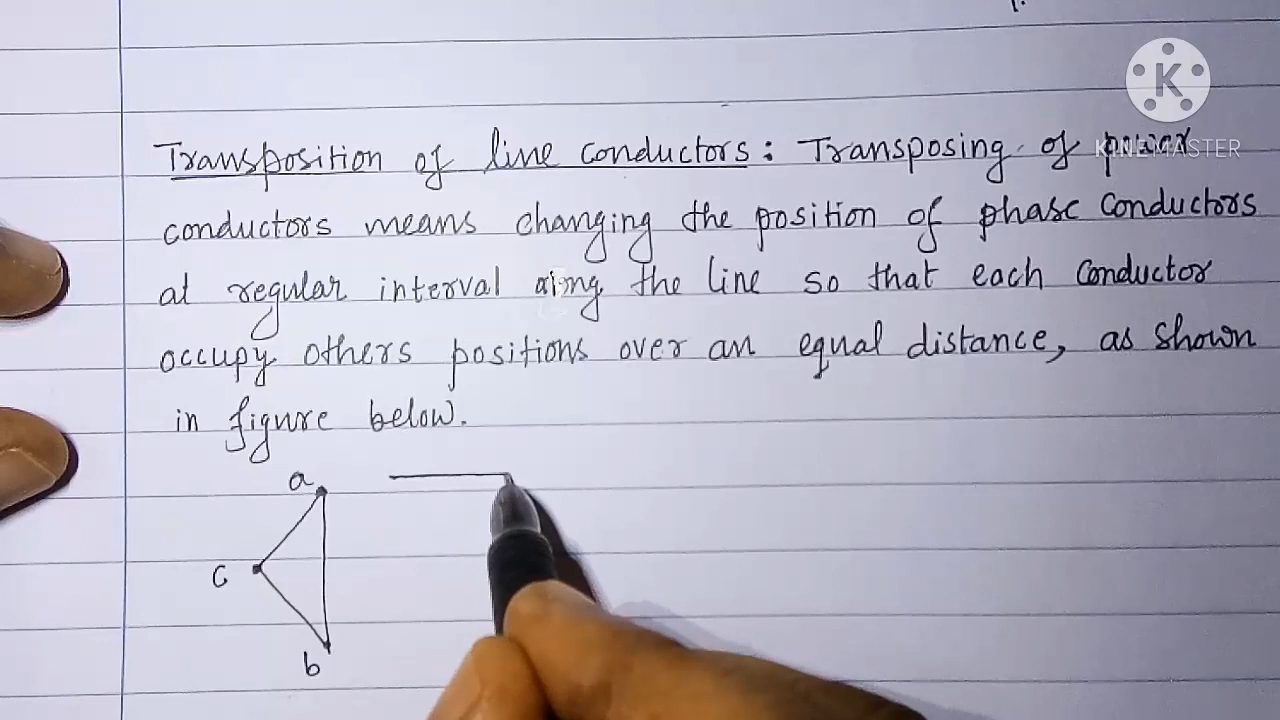 Transposition of line conductors: Transposing of power
conductors means changing the position of phase conductors
at regular interval along the line so that each conductor
occupy others positions over an equal distance, as shown
in figure below.
a
c
b
K
KINEMASTER